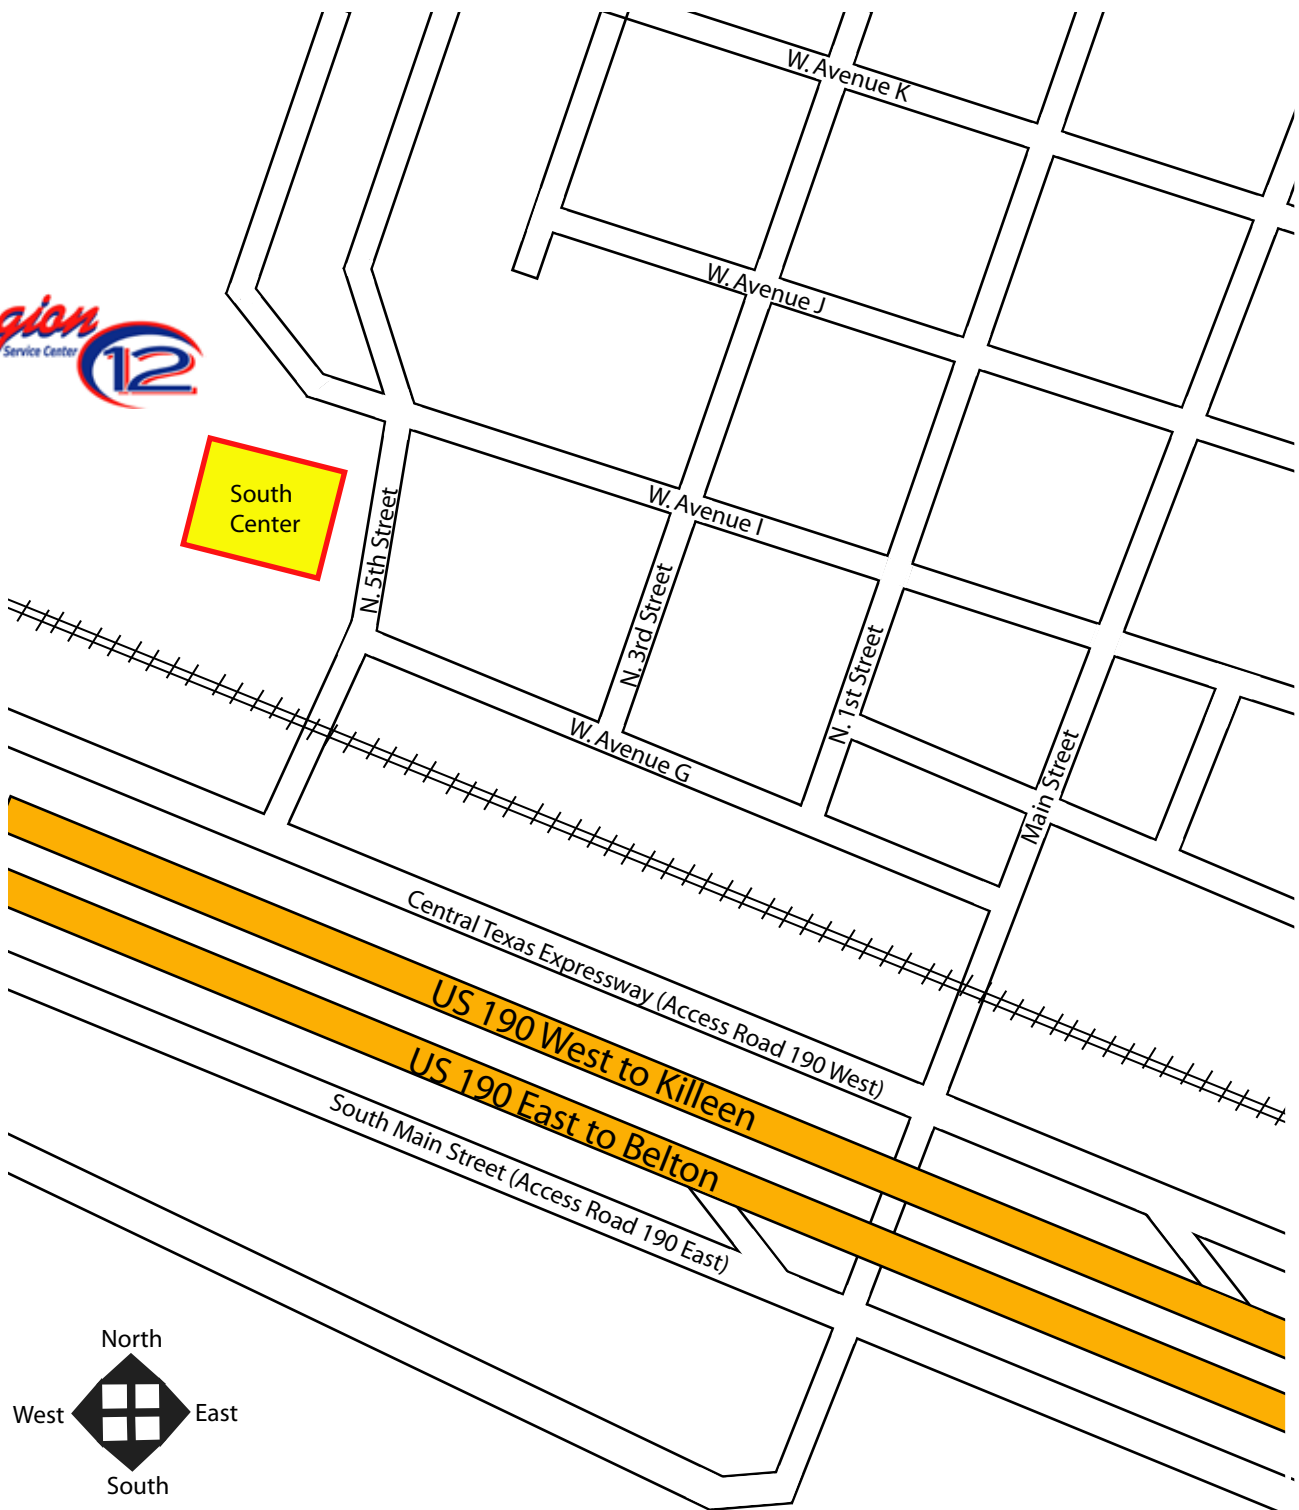 W. Avenue K
W. Avenue J
gion
Service Center
12
South
Center
W. Avenue I
N. 5th Street
N. 3rd Street
N. 1st Street
W. Avenue G
Main Street
Central Texas Expressway (Access Road 190 West)
US 190 West to Killeen
US 190 East to Belton
South Main Street (Access Road 190 East)
North
West
East
South